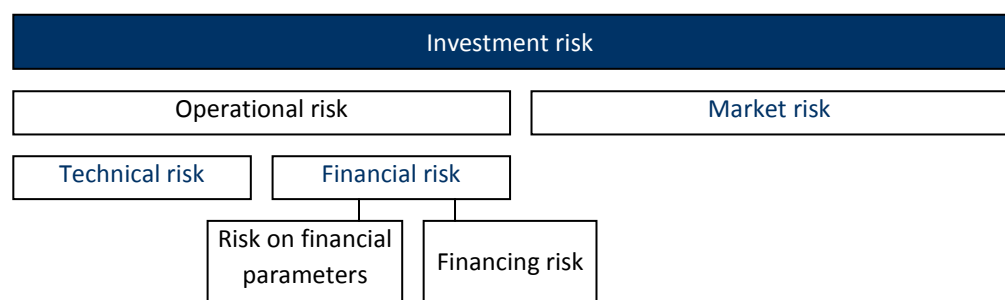 Investment risk
Operational risk
Market risk
Technical risk
Financial risk
Risk on financial
parameters
Financing risk